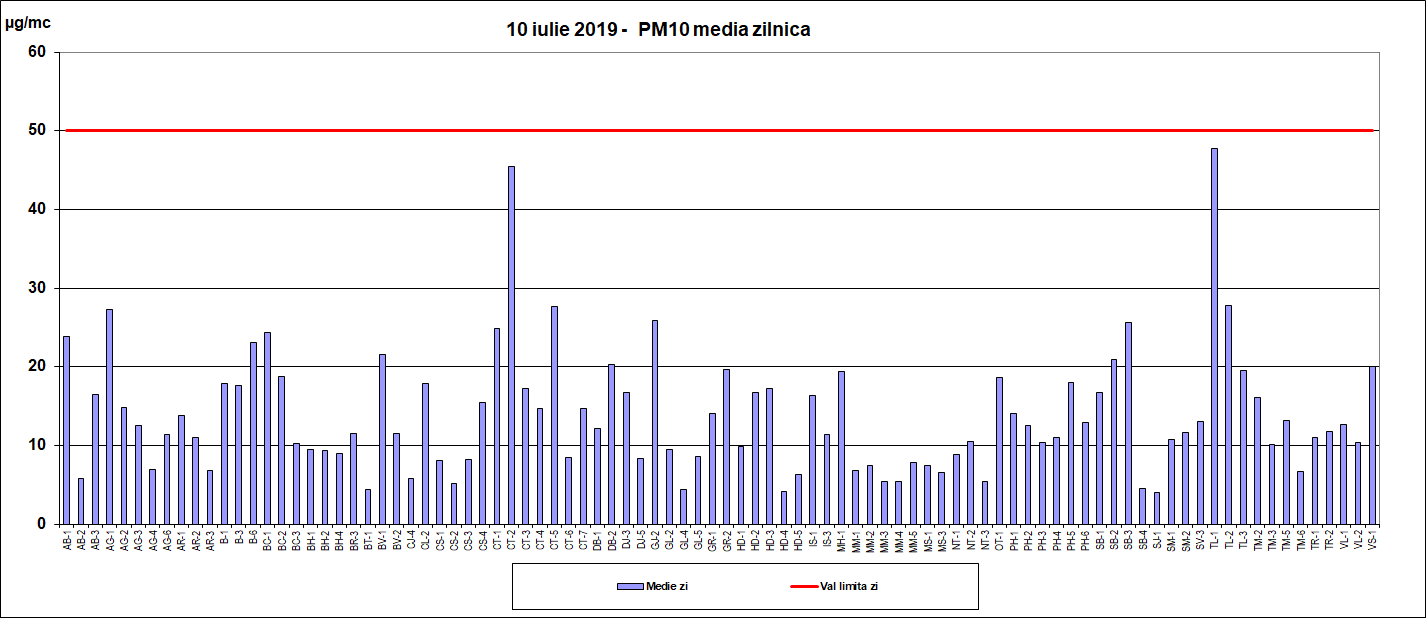 µg/mc
10 iulie 2019 - PM10 media zilnica
60
50
40
30
20
10
0
AB-1 AB-2 AB-3 AG-1 AG-2 AG-3 AG-4 AG-6 AR-1 AR-2 AR-3 B-1 B-3 B-6 BC-1 BC-2 BC-3 BH-1 BH-2 BH-4 BR-3 BT-1 BV-1 BV-2 CJ-4 CL-2 CS-1 CS-2 CS-3 CS-4 CT-1 CT-2 CT-3 CT-4 CT-5 CT-6 CT-7 DB-1 DB-2 DJ-3 DJ-5 GJ-2 GL-2 GL-4 GL-5 GR-1 GR-2 HD-1 HD-2 HD-3 HD-4 HD-5 IS-1 IS-3 MH-1 MM-1 MM-2 MM-3 MM-4 MM-5 MS-1 MS-3 NT-1 NT-2 NT-3 OT-1 PH-1 PH-2 PH-3 PH-4 PH-5 PH-6 SB-1 SB-2 SB-3 SB-4 SJ-1 SM-1 SM-2 SV-3 TL-1 TL-2 TL-3 TM-2 TM-3 TM-5 TM-6 TR-1 TR-2 VL-1 VL-2 VS-1
Medie zi Val limita zi